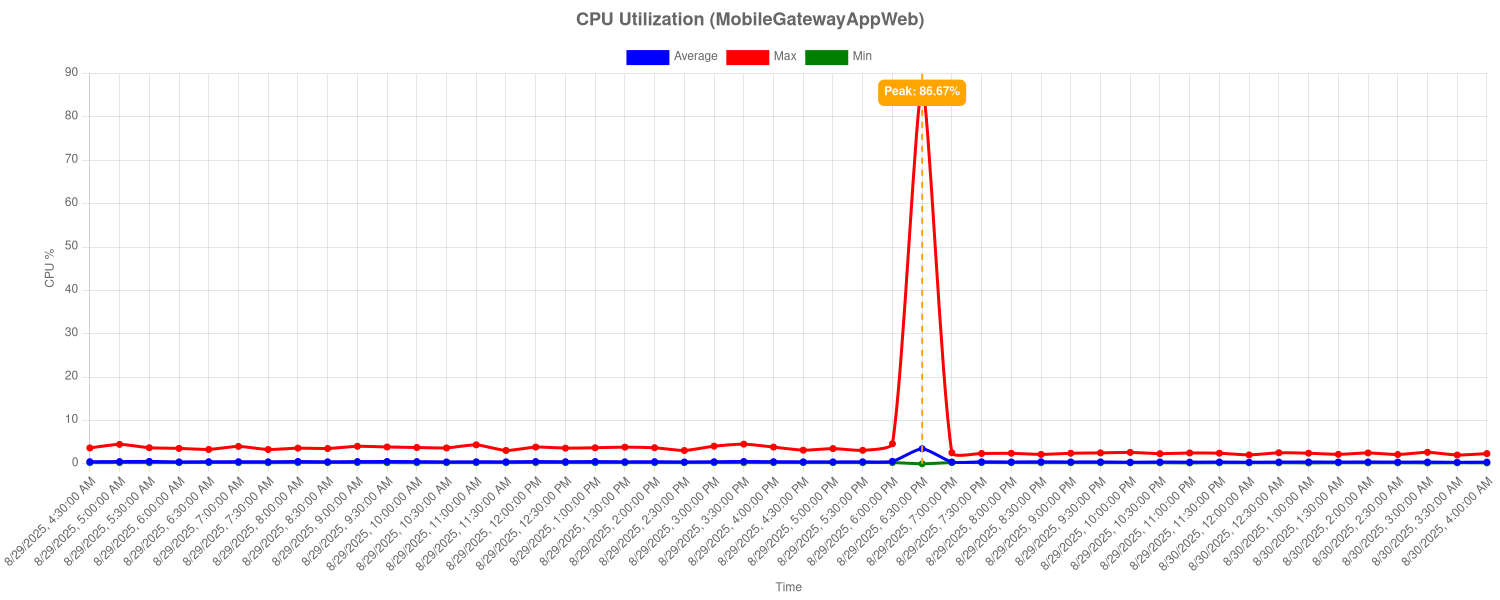 CPU Utilization (MobileGatewayAppWeb)
Average Max Min
Peak: 86.67%
CPU %
90
80
70
60
50
40
30
20
10
0
8/29/2025, 4:30:00 AM
8/29/2025, 5:00:00 AM
8/29/2025, 5:30:00 AM
8/29/2025, 6:00:00 AM
8/29/2025, 6:30:00 AM
8/29/2025, 7:00:00 AM
8/29/2025, 7:30:00 AM
8/29/2025, 8:00:00 AM
8/29/2025, 8:30:00 AM
8/29/2025, 9:00:00 AM
8/29/2025, 9:30:00 AM
8/29/2025, 10:00:00 AM
8/29/2025, 10:30:00 AM
8/29/2025, 11:00:00 AM
8/29/2025, 11:30:00 AM
8/29/2025, 12:00:00 PM
8/29/2025, 12:30:00 PM
8/29/2025, 1:00:00 PM
8/29/2025, 1:30:00 PM
8/29/2025, 2:00:00 PM
8/29/2025, 2:30:00 PM
8/29/2025, 3:00:00 PM
8/29/2025, 3:30:00 PM
8/29/2025, 4:00:00 PM
8/29/2025, 4:30:00 PM
8/29/2025, 5:00:00 PM
8/29/2025, 5:30:00 PM
8/29/2025, 6:00:00 PM
8/29/2025, 6:30:00 PM
8/29/2025, 7:00:00 PM
8/29/2025, 7:30:00 PM
8/29/2025, 8:00:00 PM
8/29/2025, 8:30:00 PM
8/29/2025, 9:00:00 PM
8/29/2025, 9:30:00 PM
8/29/2025, 10:00:00 PM
8/29/2025, 10:30:00 PM
8/29/2025, 11:00:00 PM
8/29/2025, 11:30:00 PM
8/30/2025, 12:00:00 AM
8/30/2025, 12:30:00 AM
8/30/2025, 1:00:00 AM
8/30/2025, 1:30:00 AM
8/30/2025, 2:00:00 AM
8/30/2025, 2:30:00 AM
8/30/2025, 3:00:00 AM
8/30/2025, 3:30:00 AM
8/30/2025, 4:00:00 AM
Time